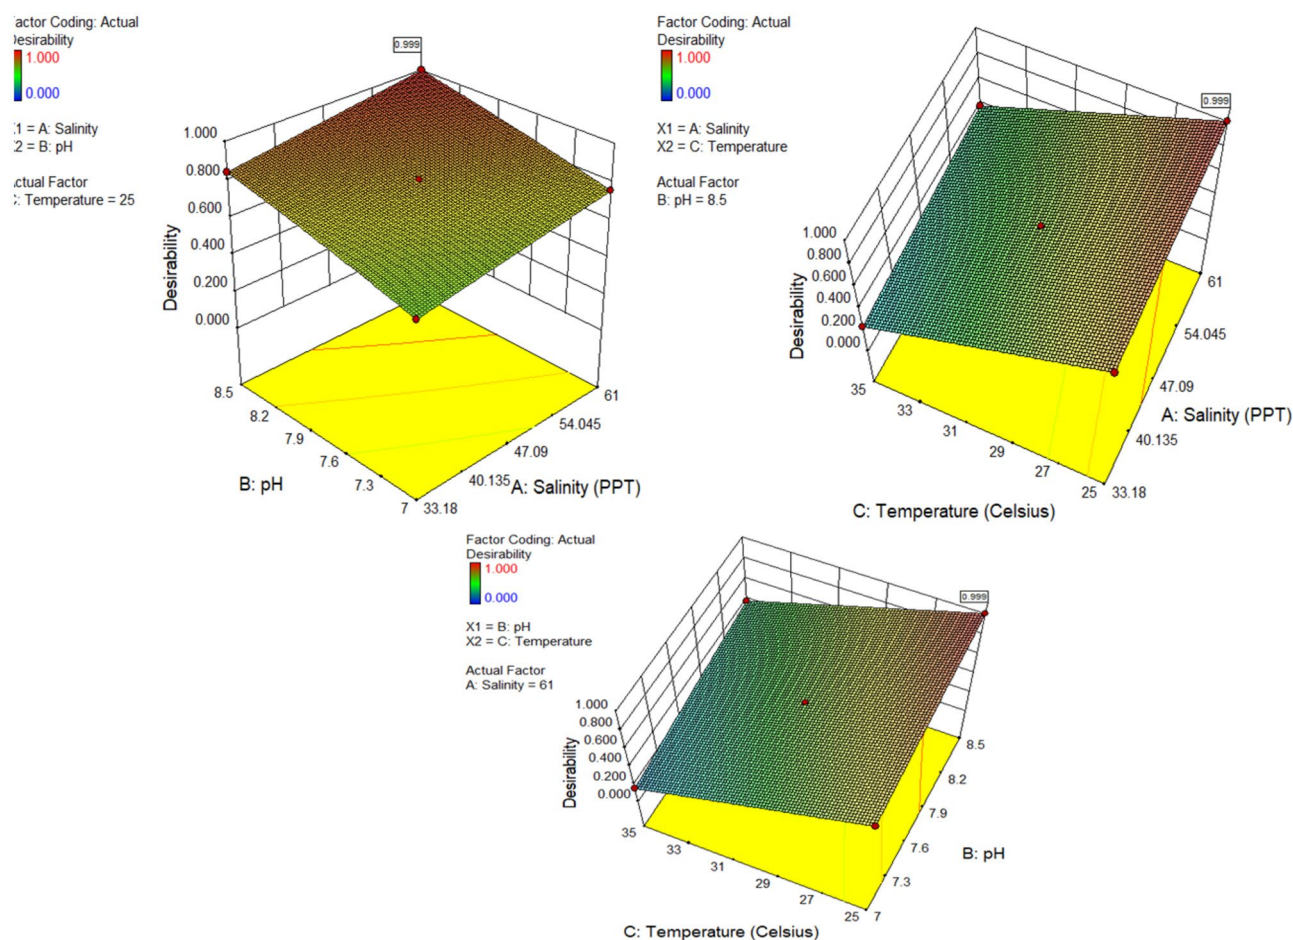 actor Coding: Actual
Desirability
1.000
0.000
X1 = A: Salinity
X2 = B: pH
Actual Factor
C: Temperature = 25
0.999
1.000
0.800
0.600
0.400
0.200
0.000
Desirability
8.5
8.2
7.9
7.6
7.3
7
B: pH
61
54.045
47.09
40.135
33.18
A: Salinity (PPT)
Factor Coding: Actual
Desirability
1.000
0.000
X1 = A: Salinity
X2 = C: Temperature
Actual Factor
B: pH = 8.5
0.999
1.000
0.800
0.600
0.400
0.200
0.000
Desirability
35
33
31
29
27
25
C: Temperature (Celsius)
61
54.045
47.09
40.135
33.18
A: Salinity (PPT)
Factor Coding: Actual
Desirability
1.000
0.000
X1 = B: pH
X2 = C: Temperature
Actual Factor
A: Salinity = 61
0.999
1.000
0.800
0.600
0.400
0.200
0.000
Desirability
35
33
31
29
27
25
C: Temperature (Celsius)
8.5
8.2
7.9
7.6
7.3
7
B: pH